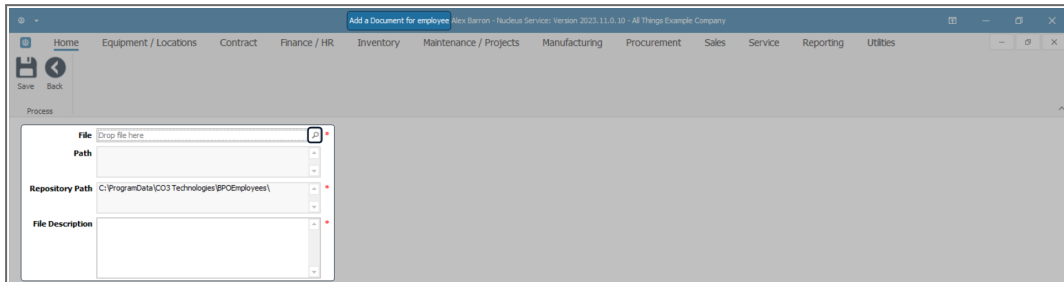 Add a Document for employee Alex Barron - Nucleus Service: Version 2023.11.0.10 - All Things Example Company
Home Equipment / Locations Contract Finance / HR Inventory Maintenance / Projects Manufacturing Procurement Sales Service Reporting Utilities
Save Back
Process
File Drop file here *
Path
Repository Path C:\ProgramData\CO3 Technologies\BPOEmployees\ *
File Description *